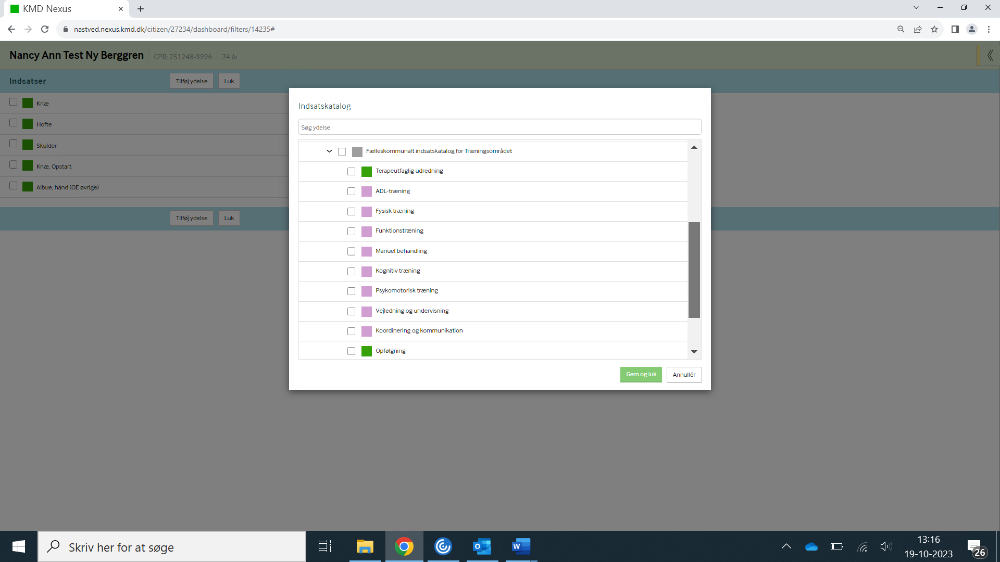 KMD Nexus
nastved.nexus.kmd.dk/citizen/27234/dashboard/filters/14235#
Nancy Ann Test Ny Berggren CPR: 251248-9996 74 år
Indsatser Tilføj ydelse Luk
Knæ
Hofte
Skulder
Knæ, Opstart
Albue, hånd (OE øvrige)
Tilføj ydelse Luk
Indsatskatalog
Søg ydelse
Fælleskommunalt indsatskatalog for Træningsområdet
Terapeutfaglig udredning
ADL-træning
Fysisk træning
Funktionstræning
Manuel behandling
Kognitiv træning
Psykomotorisk træning
Vejledning og undervisning
Koordinering og kommunikation
Opfølgning
Gem og luk Annullér
Skriv her for at søge
13:16
19-10-2023
26